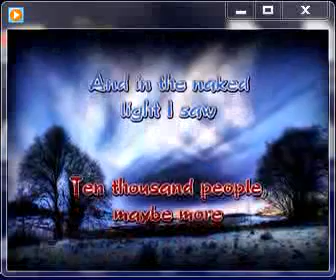 And in the naked
light I saw
Ten thousand people,
maybe more